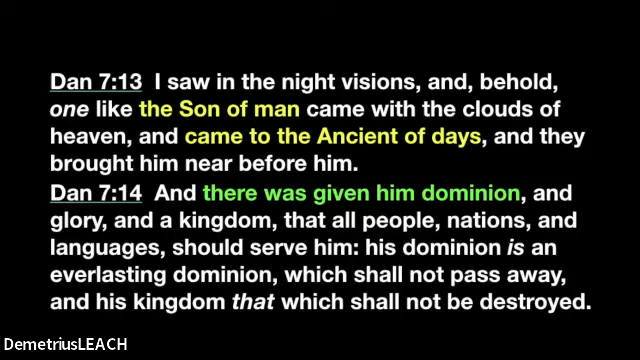 Dan 7:13 I saw in the night visions, and, behold,
one like the Son of man came with the clouds of
heaven, and came to the Ancient of days, and they
brought him near before him.
Dan 7:14 And there was given him dominion, and
glory, and a kingdom, that all people, nations, and
languages, should serve him: his dominion is an
everlasting dominion, which shall not pass away,
and his kingdom that which shall not be destroyed.
DemetriusLEACH